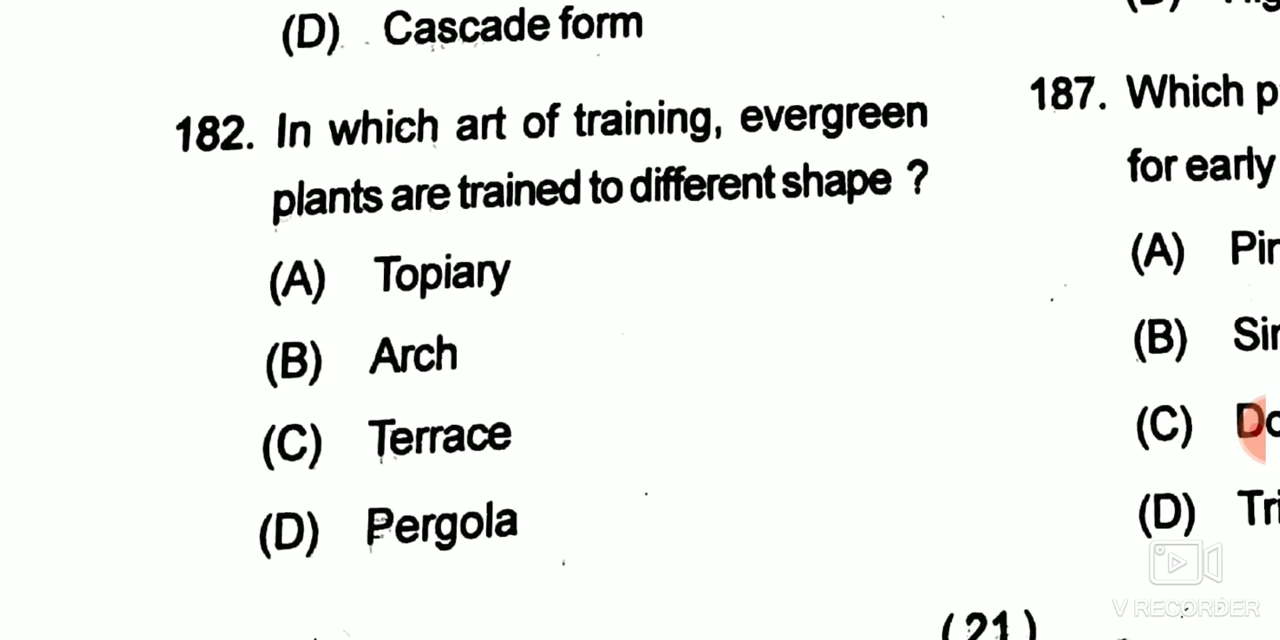 (D) Cascade form
182. In which art of training, evergreen
plants are trained to different shape ?
(A) Topiary
(B) Arch
(C) Terrace
(D) Pergola
187. Which
for early
(A)
(B)
(C)
(D)
(21)
V RECORDER